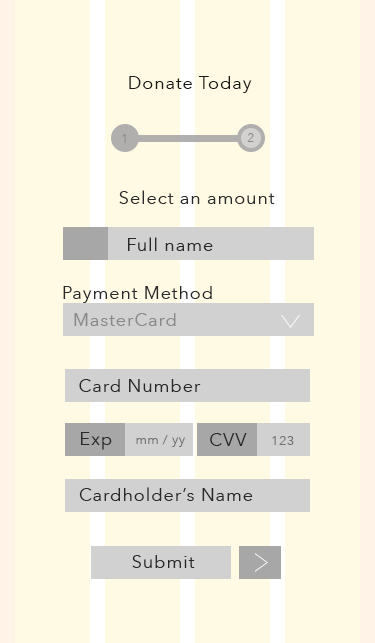 Donate Today
1 2
Select an amount
Full name
Payment Method
MasterCard
Card Number
Exp mm / yy CVV 123
Cardholder’s Name
Submit